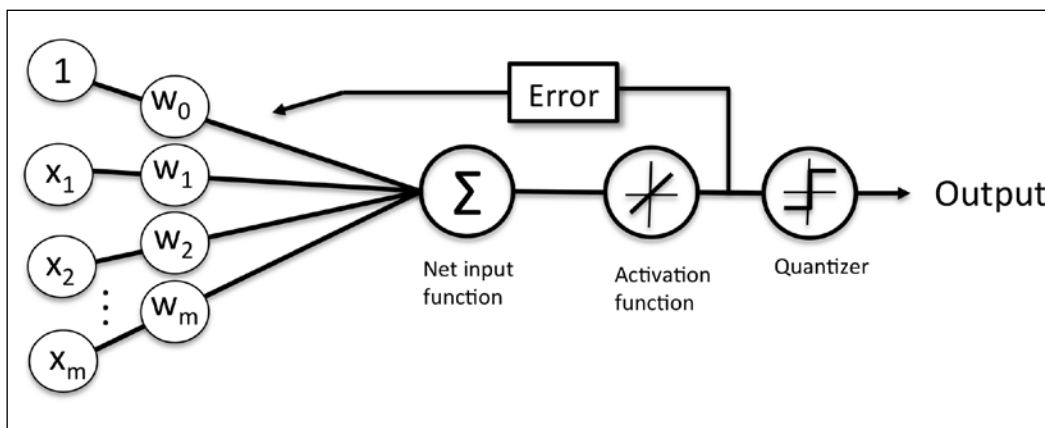 1
w₀
Error
x₁
w₁
Σ
Output
x₂
w₂
Net input
function
Activation
function
Quantizer
⋮
wₘ
xₘ